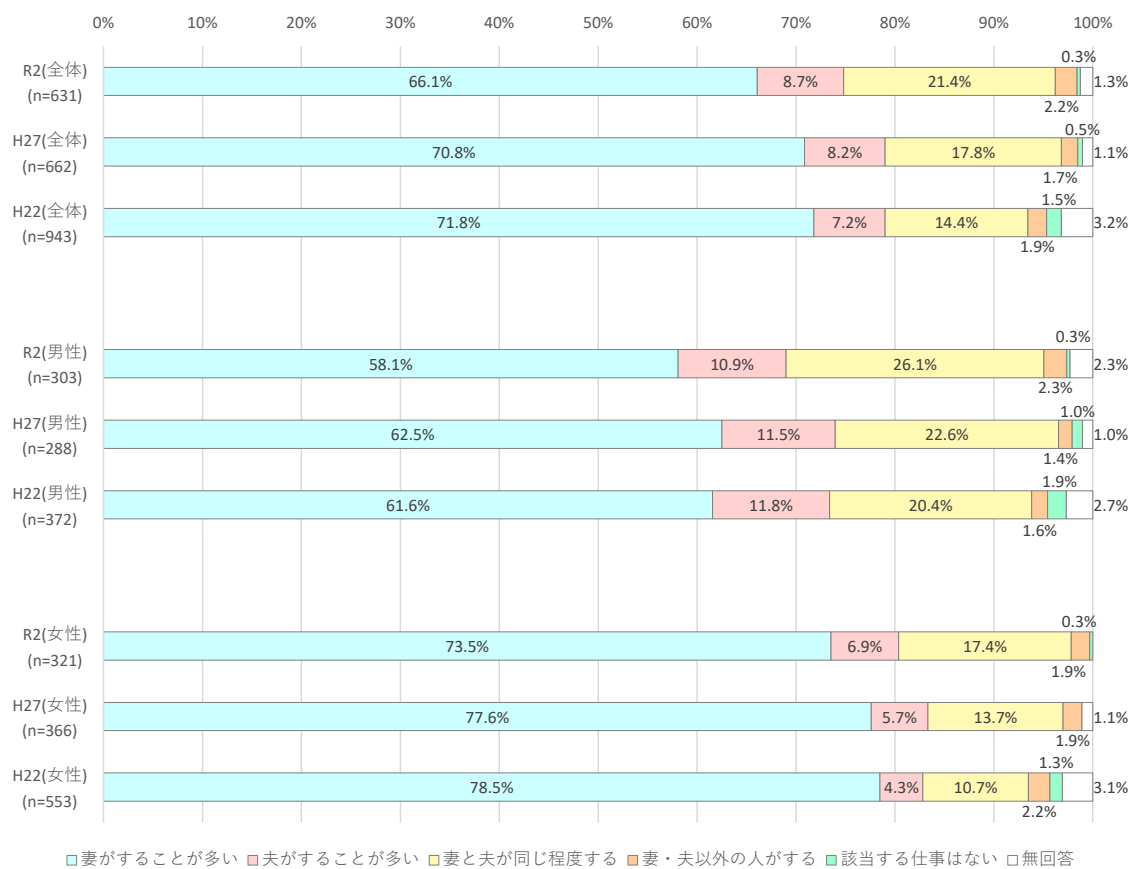 0% 10% 20% 30% 40% 50% 60% 70% 80% 90% 100%
0.3%
R2(全体)
(n=631)
66.1% 8.7% 21.4% 1.3%
2.2%
0.5%
H27(全体)
(n=662)
70.8% 8.2% 17.8% 1.1%
1.7%
1.5%
H22(全体)
(n=943)
71.8% 7.2% 14.4% 3.2%
1.9%
0.3%
R2(男性)
(n=303)
58.1% 10.9% 26.1% 2.3%
2.3%
1.0%
H27(男性)
(n=288)
62.5% 11.5% 22.6% 1.0%
1.4%
1.9%
H22(男性)
(n=372)
61.6% 11.8% 20.4% 2.7%
1.6%
0.3%
R2(女性)
(n=321)
73.5% 6.9% 17.4%
1.9%
H27(女性)
(n=366)
77.6% 5.7% 13.7% 1.1%
1.9%
1.3%
H22(女性)
(n=553)
78.5% 4.3% 10.7% 3.1%
2.2%
妻がすることが多い 夫がすることが多い 妻と夫が同じ程度する 妻・夫以外の人がする 該当する仕事はない 無回答